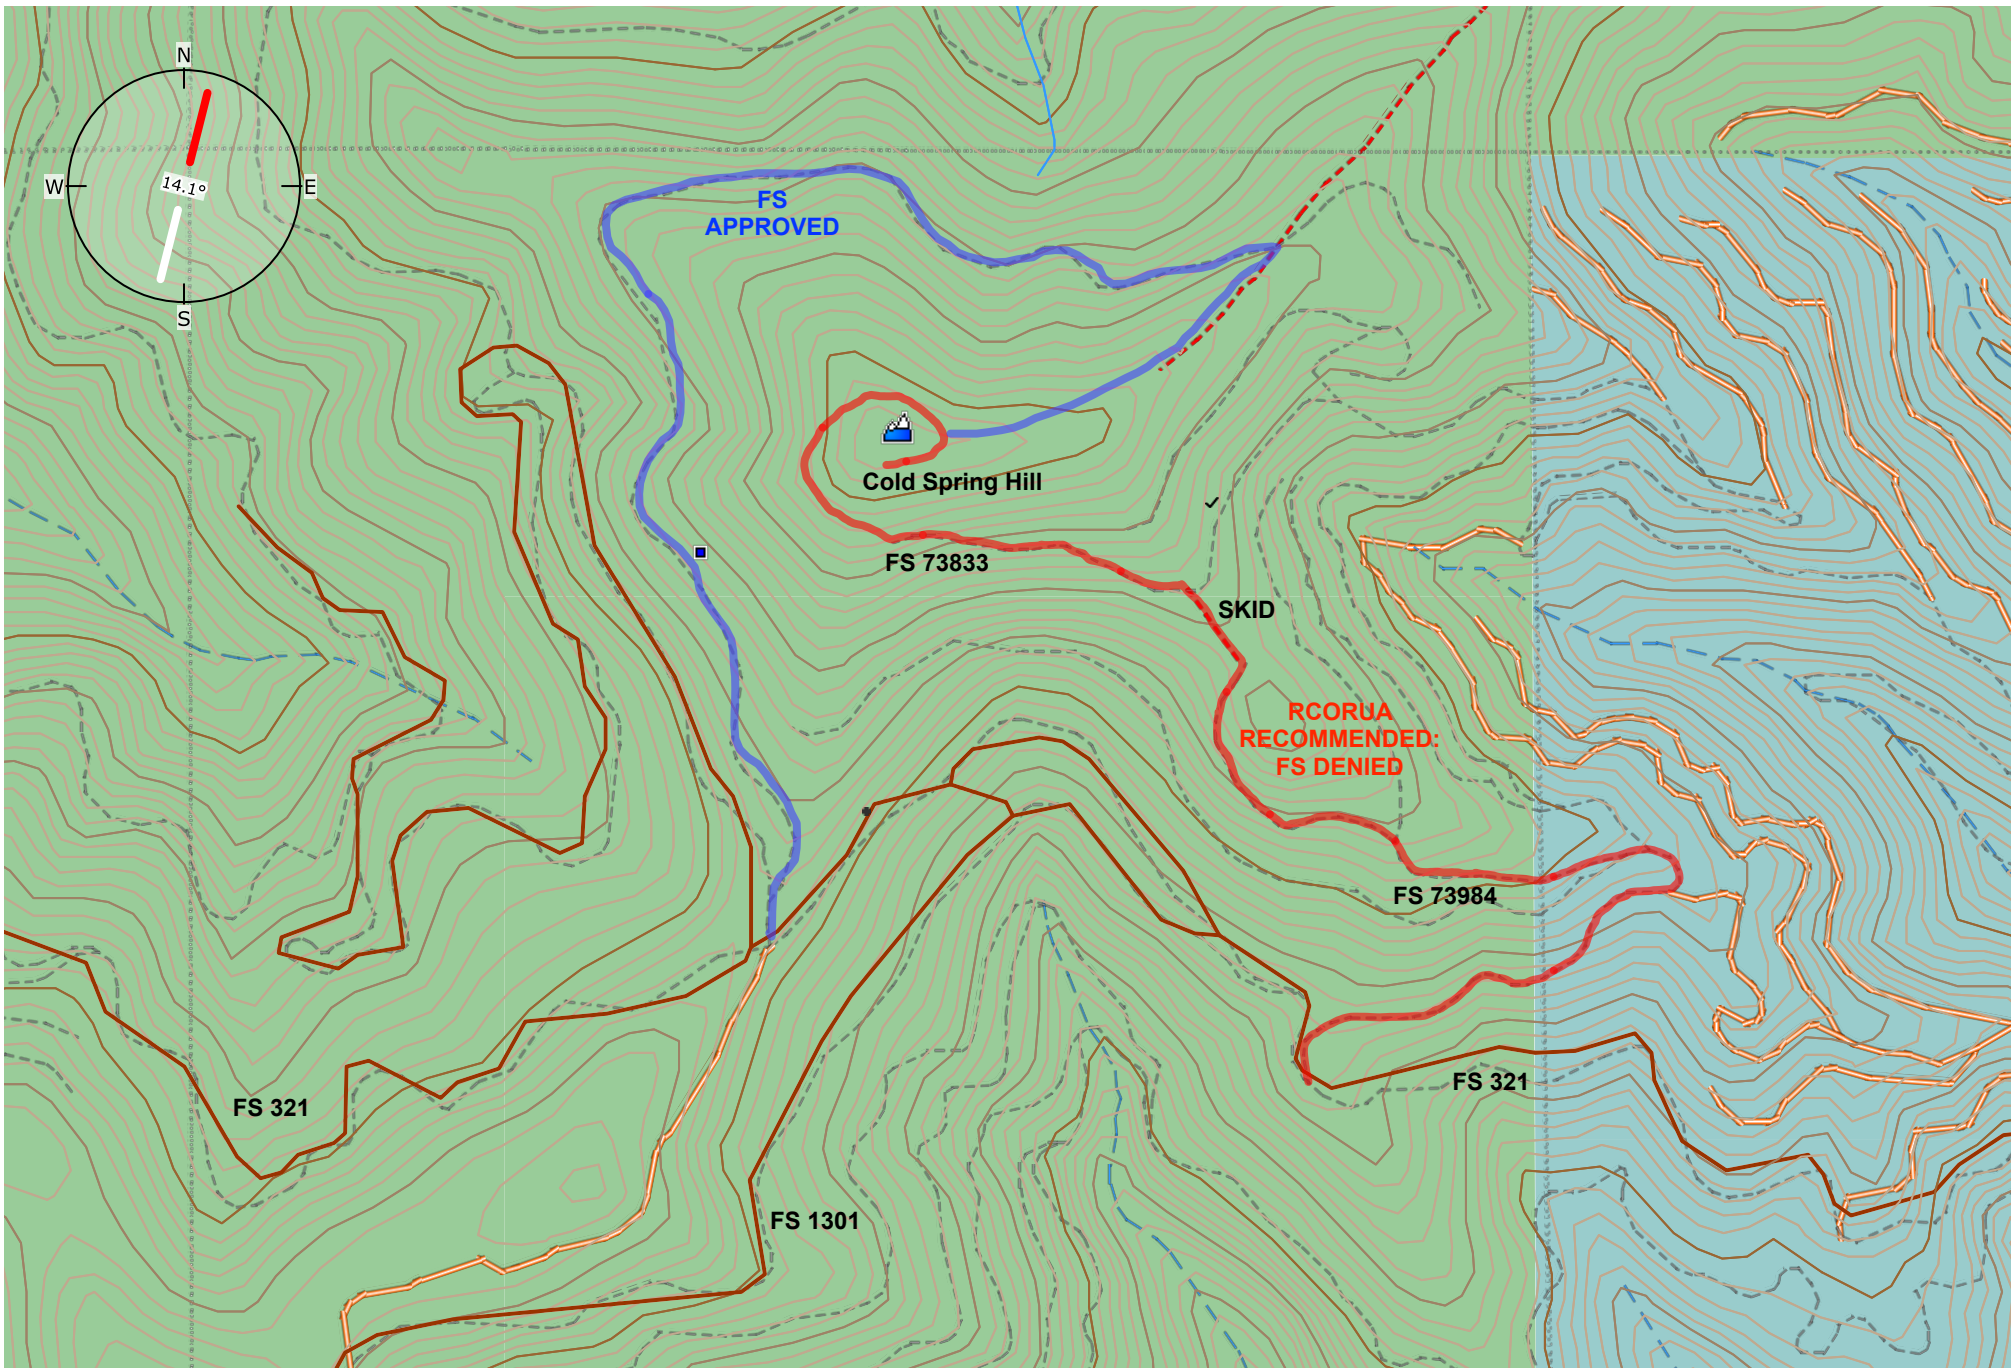 N
W
14.1°
E
S
FS
APPROVED
Cold Spring Hill
FS 73833
SKID
RCORUA
RECOMMENDED:
FS DENIED
FS 73984
FS 321
FS 321
FS 1301